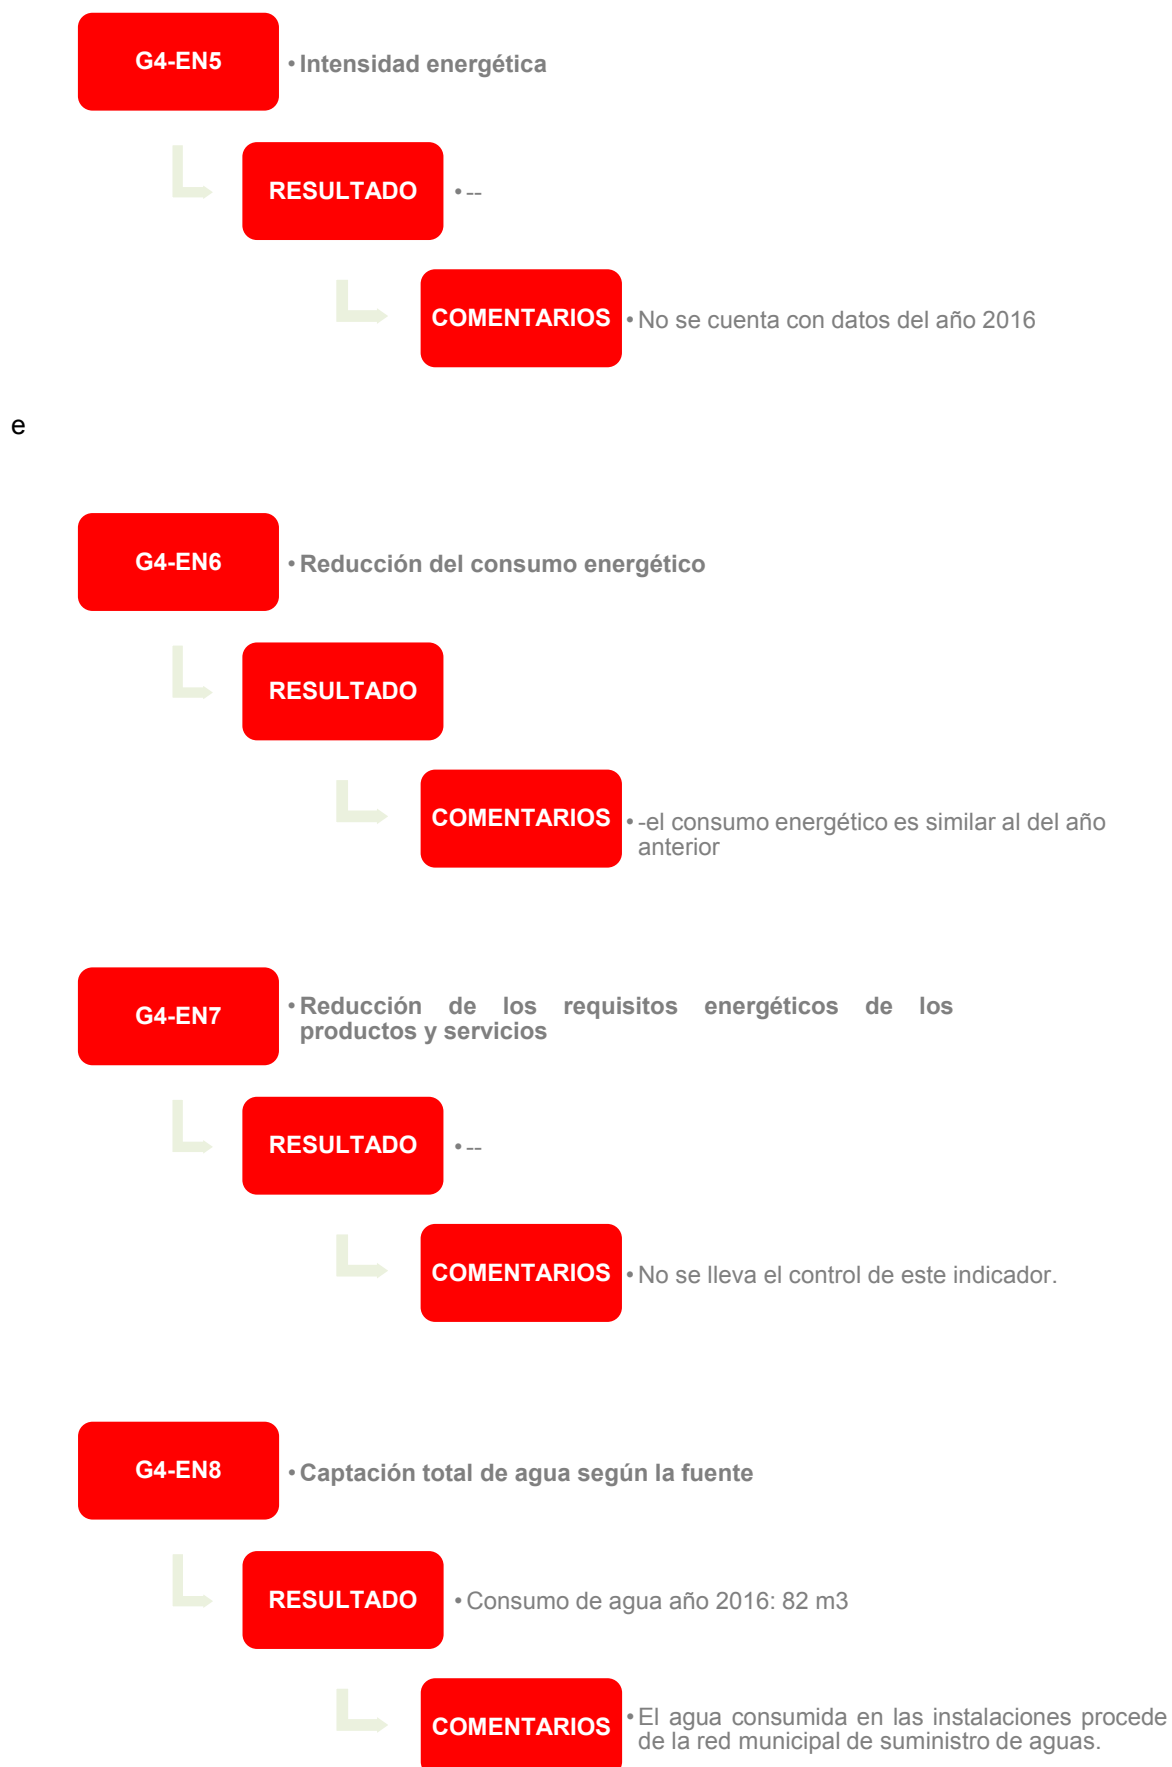 G4-EN5
• Intensidad energética
RESULTADO
• --
COMENTARIOS
• No se cuenta con datos del año 2016
e
G4-EN6
• Reducción del consumo energético
RESULTADO
COMENTARIOS
• -el consumo energético es similar al del año
anterior
G4-EN7
• Reducción de los requisitos energéticos de los
productos y servicios
RESULTADO
• --
COMENTARIOS
• No se lleva el control de este indicador.
G4-EN8
• Captación total de agua según la fuente
RESULTADO
• Consumo de agua año 2016: 82 m3
COMENTARIOS
• El agua consumida en las instalaciones procede
de la red municipal de suministro de aguas.